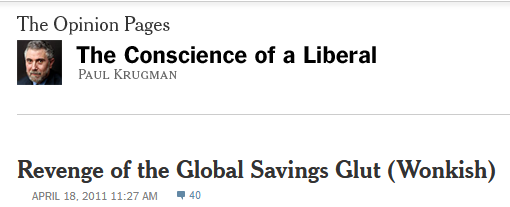 The Opinion Pages
The Conscience of a Liberal
PAUL KRUGMAN
Revenge of the Global Savings Glut (Wonkish)
APRIL 18, 2011 11:27 AM 40